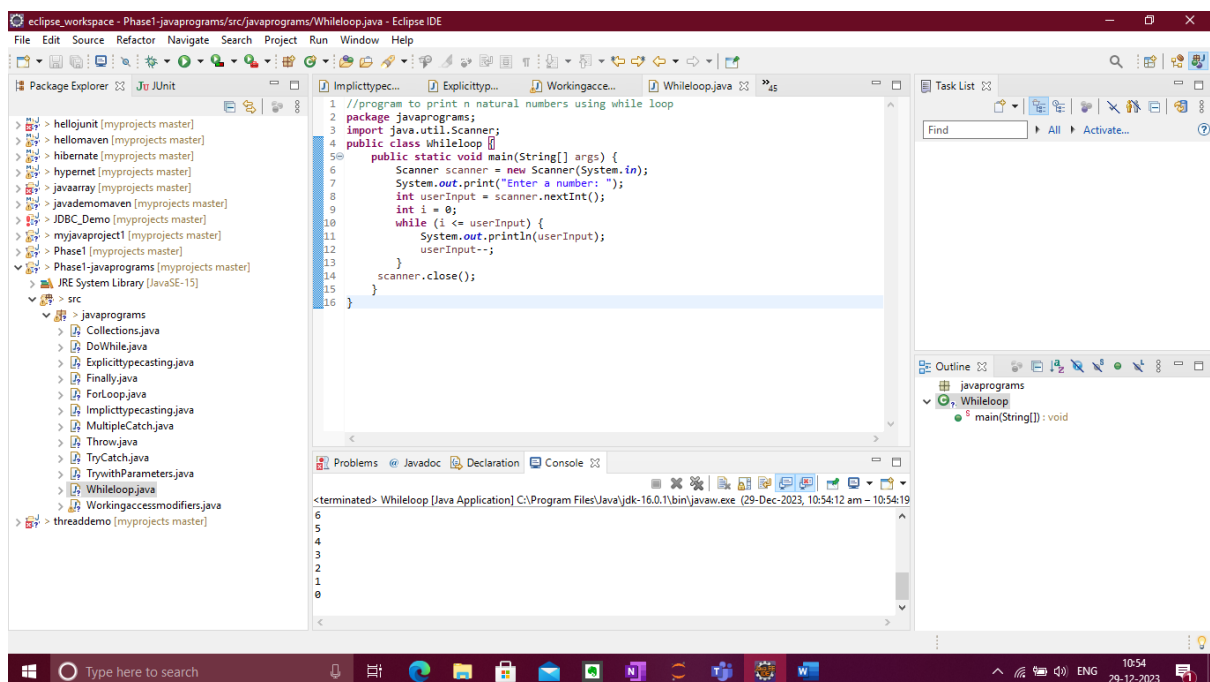 eclipse_workspace - Phase1-javaprograms/src/javaprograms/Whileloop.java - Eclipse IDE
File Edit Source Refactor Navigate Search Project Run Window Help
Package Explorer JUnit
> hellojunit [myprojects master]
> hellomaven [myprojects master]
> hibernate [myprojects master]
> hypernet [myprojects master]
> javaarray [myprojects master]
> javademomaven [myprojects master]
> JDBC_Demo [myprojects master]
> myjavaproject1 [myprojects master]
> Phase1 [myprojects master]
> Phase1-javaprograms [myprojects master]
JRE System Library [JavaSE-15]
> src
> javaprograms
Collections.java
DoWhile.java
Explicittypecasting.java
Finally.java
ForLoop.java
Implicttypecasting.java
MultipleCatch.java
Throw.java
TryCatch.java
TrywithParameters.java
Whileloop.java
Workingaccessmodifiers.java
> threaddemo [myprojects master]
Implicttypec... Explicittyp... Workingacce... Whileloop.java »45
1 //program to print n natural numbers using while loop
2 package javaprograms;
3 import java.util.Scanner;
4 public class Whileloop {
5 public static void main(String[] args) {
6 Scanner scanner = new Scanner(System.in);
7 System.out.print("Enter a number: ");
8 int userInput = scanner.nextInt();
9 int i = 0;
10 while (i <= userInput) {
11 System.out.println(userInput);
12 userInput--;
13 }
14 scanner.close();
15 }
16 }
Problems Javadoc Declaration Console
<terminated> Whileloop [Java Application] C:\Program Files\Java\jdk-16.0.1\bin\javaw.exe (29-Dec-2023, 10:54:12 am – 10:54:19
6
5
4
3
2
1
0
Task List
Find All Activate...
Outline
javaprograms
Whileloop
main(String[]) : void
Type here to search
ENG
10:54
29-12-2023